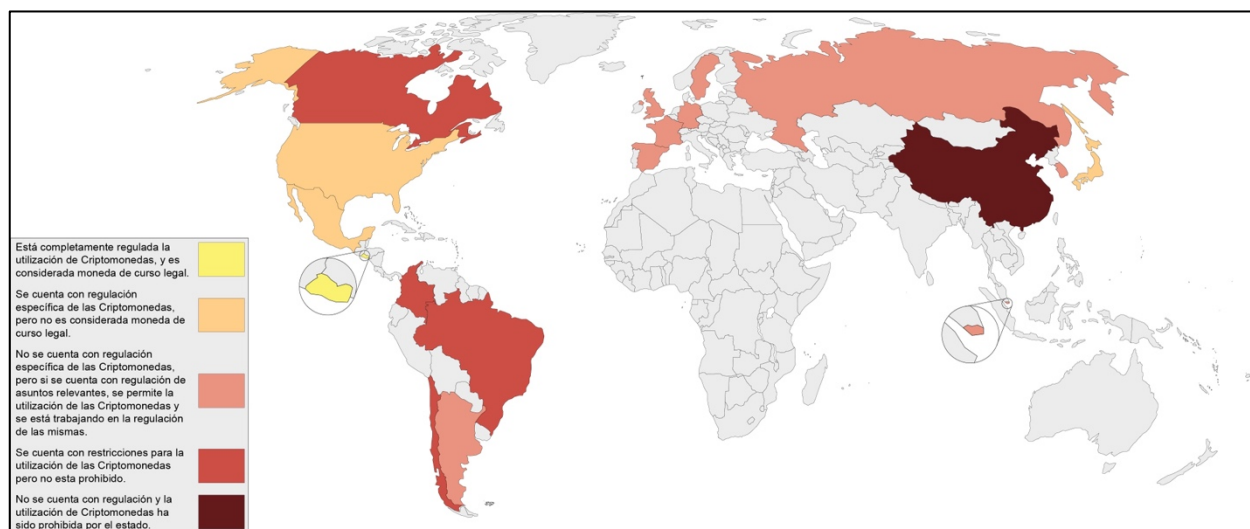 Está completamente regulada la
utilización de Criptomonedas, y es
considerada moneda de curso legal.
Se cuenta con regulación
específica de las Criptomonedas,
pero no es considerada moneda de
curso legal.
No se cuenta con regulación
específica de las Criptomonedas,
pero si se cuenta con regulación de
asuntos relevantes, se permite la
utilización de las Criptomonedas y
se está trabajando en la regulación
de las mismas.
Se cuenta con restricciones para la
utilización de las Criptomonedas
pero no esta prohibido.
No se cuenta con regulación y la
utilización de Criptomonedas ha
sido prohibida por el estado.